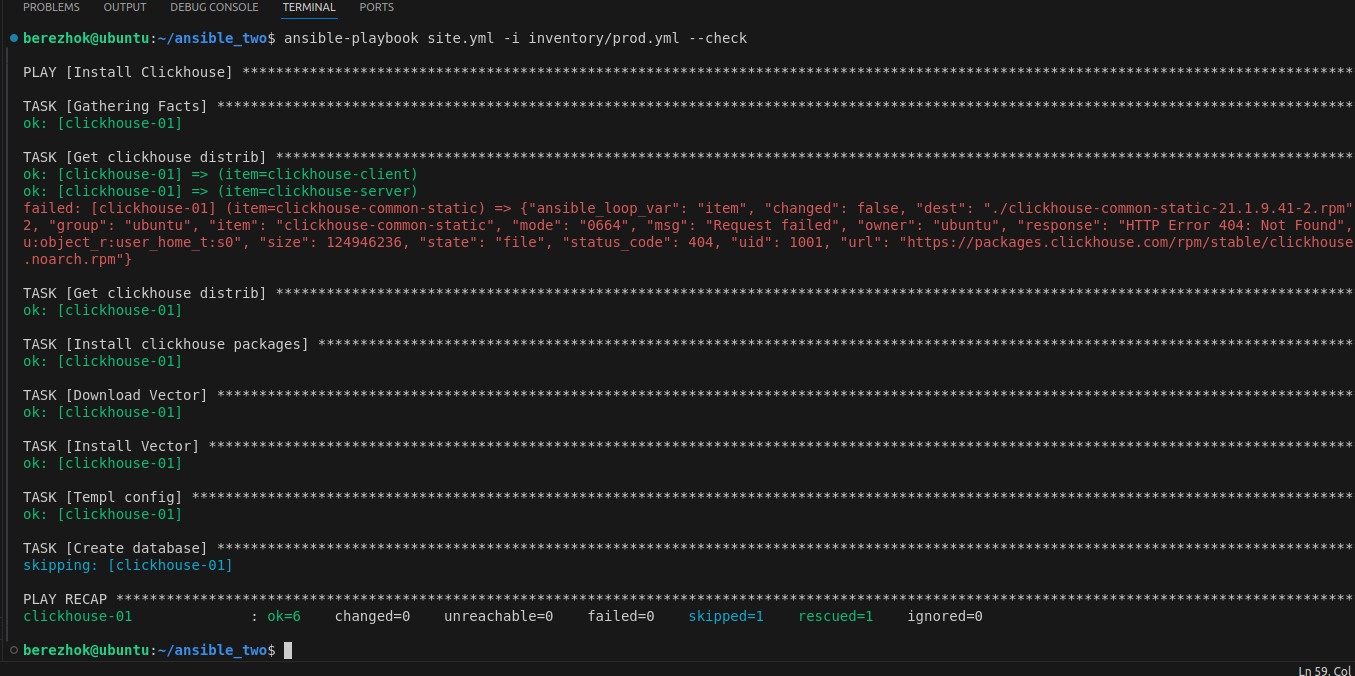 PROBLEMS OUTPUT DEBUG CONSOLE TERMINAL PORTS
berezhok@ubuntu:~/ansible_two$ ansible-playbook site.yml -i inventory/prod.yml --check
PLAY [Install Clickhouse] ************************************************************************************************************************************
TASK [Gathering Facts] ***************************************************************************************************************************************
ok: [clickhouse-01]
TASK [Get clickhouse distrib] ********************************************************************************************************************************
ok: [clickhouse-01] => (item=clickhouse-client)
ok: [clickhouse-01] => (item=clickhouse-server)
failed: [clickhouse-01] (item=clickhouse-common-static) => {"ansible_loop_var": "item", "changed": false, "dest": "./clickhouse-common-static-21.1.9.41-2.rpm"
2, "group": "ubuntu", "item": "clickhouse-common-static", "mode": "0664", "msg": "Request failed", "owner": "ubuntu", "response": "HTTP Error 404: Not Found",
u:object_r:user_home_t:s0", "size": 124946236, "state": "file", "status_code": 404, "uid": 1001, "url": "https://packages.clickhouse.com/rpm/stable/clickhouse
.noarch.rpm"}
TASK [Get clickhouse distrib] ********************************************************************************************************************************
ok: [clickhouse-01]
TASK [Install clickhouse packages] ***************************************************************************************************************************
ok: [clickhouse-01]
TASK [Download Vector] ***************************************************************************************************************************************
ok: [clickhouse-01]
TASK [Install Vector] ****************************************************************************************************************************************
ok: [clickhouse-01]
TASK [Templ config] ******************************************************************************************************************************************
ok: [clickhouse-01]
TASK [Create database] ***************************************************************************************************************************************
skipping: [clickhouse-01]
PLAY RECAP ***************************************************************************************************************************************************
clickhouse-01 : ok=6 changed=0 unreachable=0 failed=0 skipped=1 rescued=1 ignored=0
berezhok@ubuntu:~/ansible_two$
Ln 59, Col